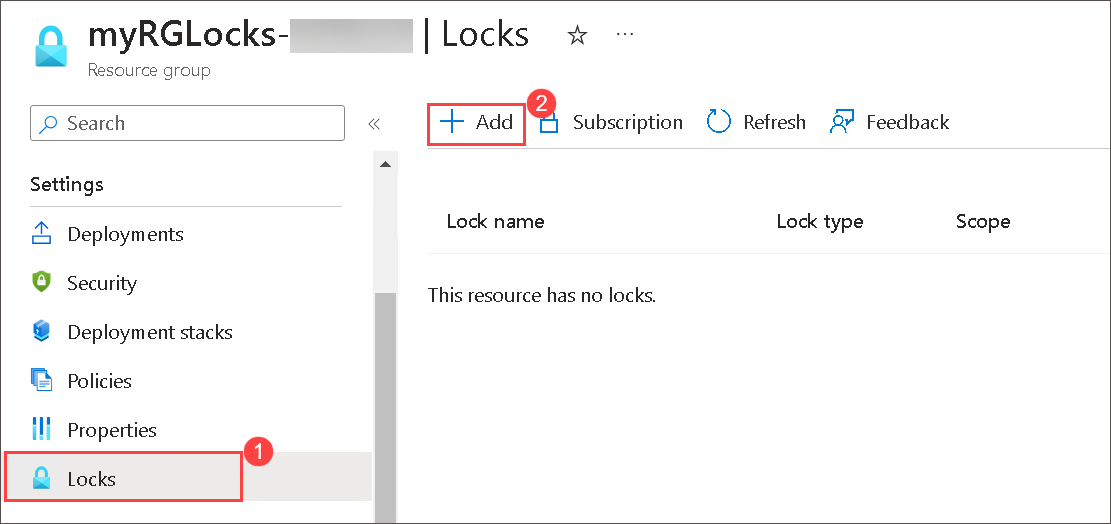 myRGLocks- | Locks
Resource group
Search
«
+ Add
2
Subscription
Refresh
Feedback
Settings
Deployments
Security
Deployment stacks
Policies
Properties
Locks
1
Lock name Lock type Scope
This resource has no locks.